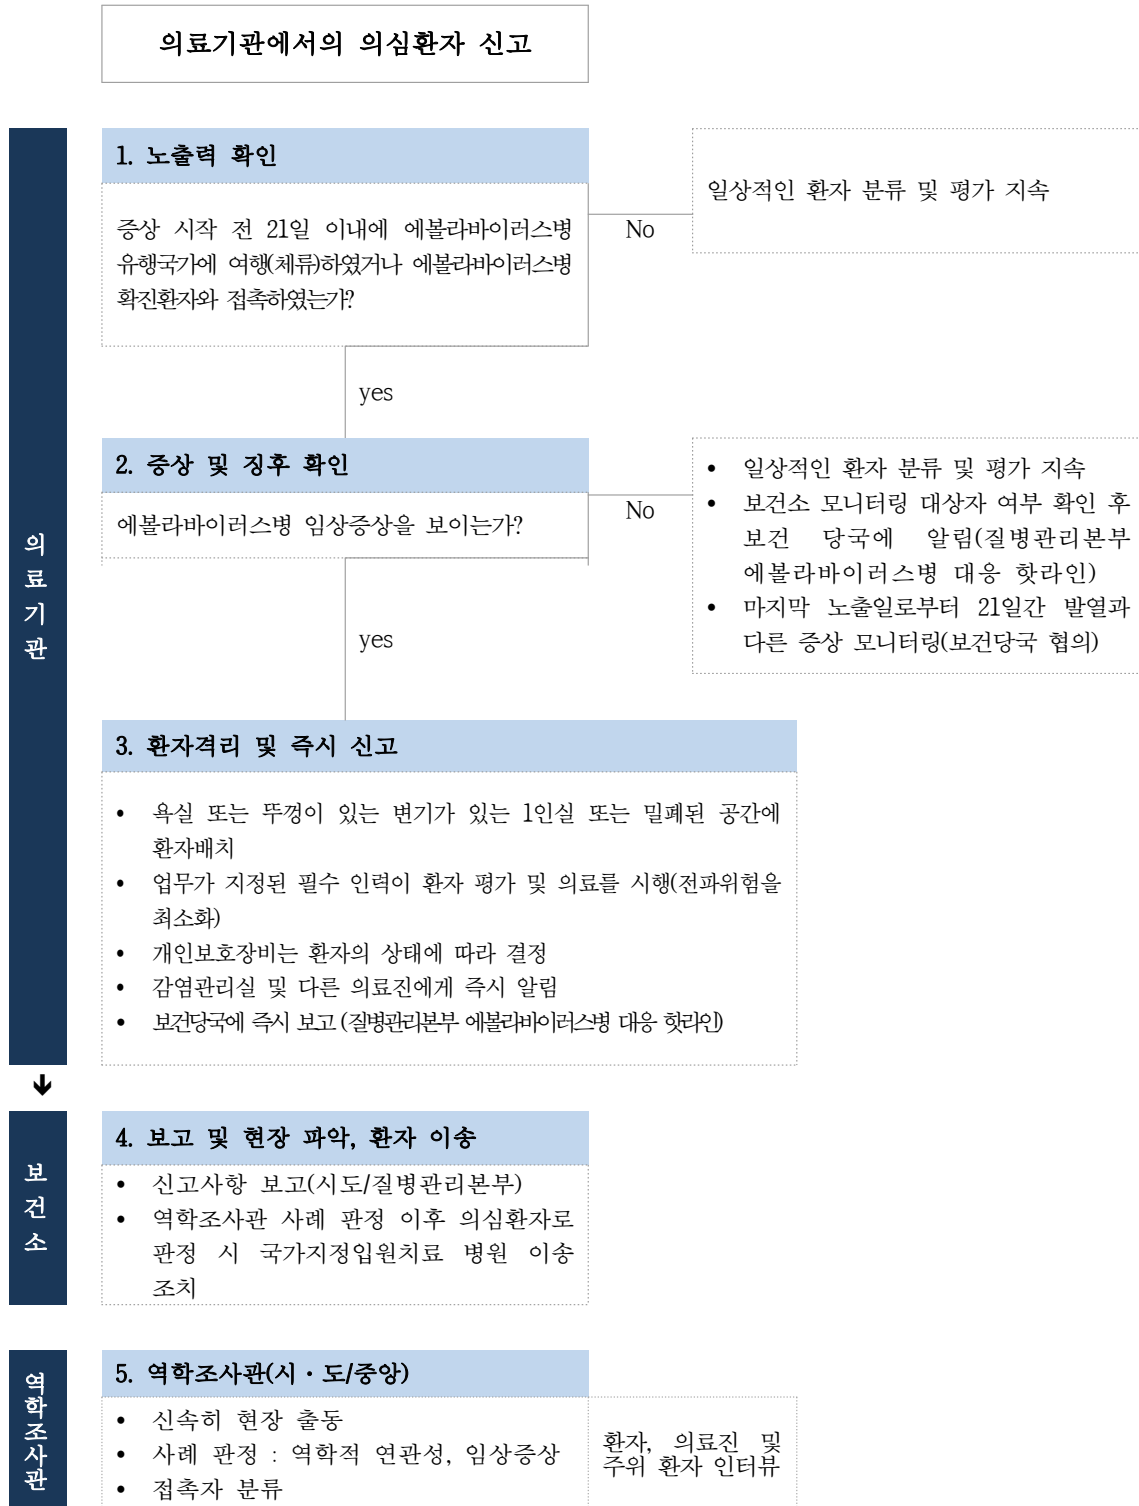 의료기관에서의 의심환자 신고
의료기관
1. 노출력 확인
증상 시작 전 21일 이내에 에볼라바이러스병
유행국가에 여행(체류)하였거나 에볼라바이러스병
확진환자와 접촉하였는가?
No
일상적인 환자 분류 및 평가 지속
yes
2. 증상 및 징후 확인
에볼라바이러스병 임상증상을 보이는가?
No
• 일상적인 환자 분류 및 평가 지속
• 보건소 모니터링 대상자 여부 확인 후
보건 당국에 알림(질병관리본부
에볼라바이러스병 대응 핫라인)
• 마지막 노출일로부터 21일간 발열과
다른 증상 모니터링(보건당국 협의)
yes
3. 환자격리 및 즉시 신고
• 욕실 또는 뚜껑이 있는 변기가 있는 1인실 또는 밀폐된 공간에
환자배치
• 업무가 지정된 필수 인력이 환자 평가 및 의료를 시행(전파위험을
최소화)
• 개인보호장비는 환자의 상태에 따라 결정
• 감염관리실 및 다른 의료진에게 즉시 알림
• 보건당국에 즉시 보고 (질병관리본부 에볼라바이러스병 대응 핫라인)
보건소
4. 보고 및 현장 파악, 환자 이송
• 신고사항 보고(시도/질병관리본부)
• 역학조사관 사례 판정 이후 의심환자로
판정 시 국가지정입원치료 병원 이송
조치
역학조사관
5. 역학조사관(시・도/중앙)
• 신속히 현장 출동
• 사례 판정 : 역학적 연관성, 임상증상
• 접촉자 분류
환자, 의료진 및
주위 환자 인터뷰